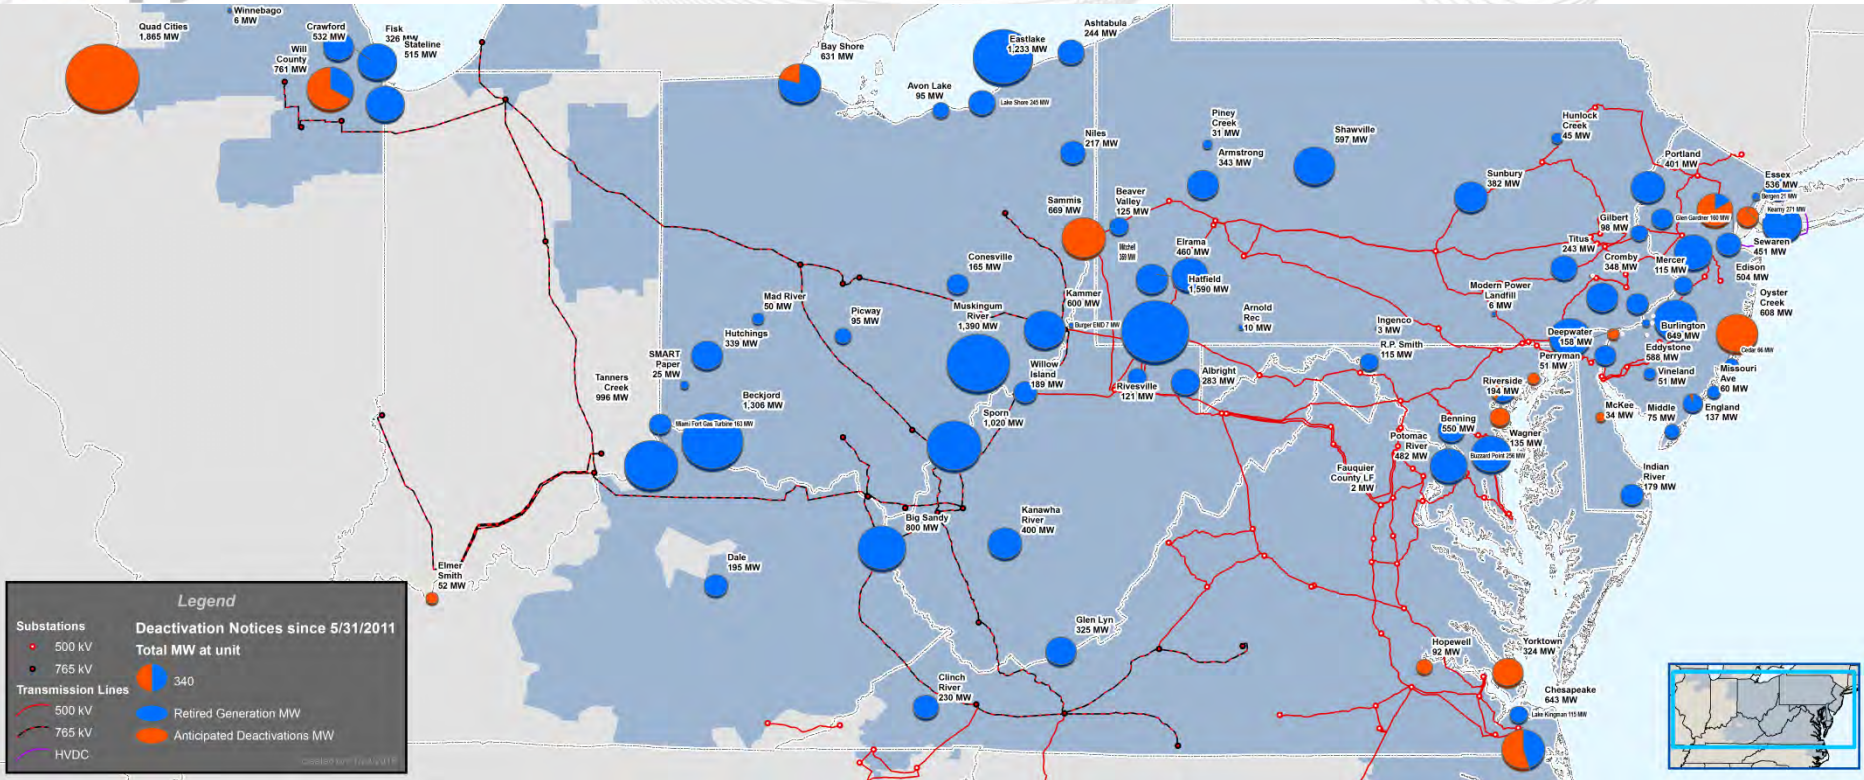 Winnebago
6 MW
Quad Cities
1,865 MW
Crawford
532 MW
Fisk
326 MW
Stateline
515 MW
Will
County
761 MW
Bay Shore
631 MW
Avon Lake
95 MW
Eastlake
1,233 MW
Lake Shore 245 MW
Ashtabula
244 MW
Niles
217 MW
Piney
Creek
31 MW
Armstrong
343 MW
Shawville
597 MW
Hunlock
Creek
45 MW
Sunbury
382 MW
Portland
401 MW
Essex
536 MW
Bergen 21 MW
Kearny 271 MW
Glen Gardner 160 MW
Gilbert
98 MW
Sewaren
451 MW
Titus
243 MW
Cromby
348 MW
Mercer
115 MW
Edison
504 MW
Oyster
Creek
608 MW
Sammis
669 MW
Beaver
Valley
125 MW
Mitchell
Elrama
460 MW
Hatfield
1,590 MW
Conesville
165 MW
Kammer
600 MW
Burger EMD 7 MW
Muskingum
River
1,390 MW
Mad River
50 MW
Picway
95 MW
Hutchings
339 MW
SMART
Paper
25 MW
Tanners
Creek
996 MW
Beckjord
1,306 MW
Miami Fort Gas Turbine 163 MW
Willow
Island
189 MW
Rivesville
121 MW
Albright
283 MW
Arnold
Rec
10 MW
Ingenco
3 MW
R.P. Smith
115 MW
Modern Power
Landfill
6 MW
Deepwater
158 MW
Burlington
649 MW
Cedar 66 MW
Eddystone
588 MW
Perryman
51 MW
Vineland
51 MW
Missouri
Ave
60 MW
Riverside
194 MW
McKee
34 MW
Middle
75 MW
England
137 MW
Benning
550 MW
Wagner
135 MW
Buzzard Point 256 MW
Potomac
River
482 MW
Fauquier
County LF
2 MW
Indian
River
179 MW
Sporn
1,020 MW
Big Sandy
800 MW
Kanawha
River
400 MW
Dale
195 MW
Elmer
Smith
52 MW
Glen Lyn
325 MW
Clinch
River
230 MW
Hopewell
92 MW
Yorktown
324 MW
Chesapeake
643 MW
Lake Kingman 115 MW
Legend
Substations
500 kV
765 kV
Transmission Lines
500 kV
765 kV
HVDC
Deactivation Notices since 5/31/2011
Total MW at unit
340
Retired Generation MW
Anticipated Deactivations MW